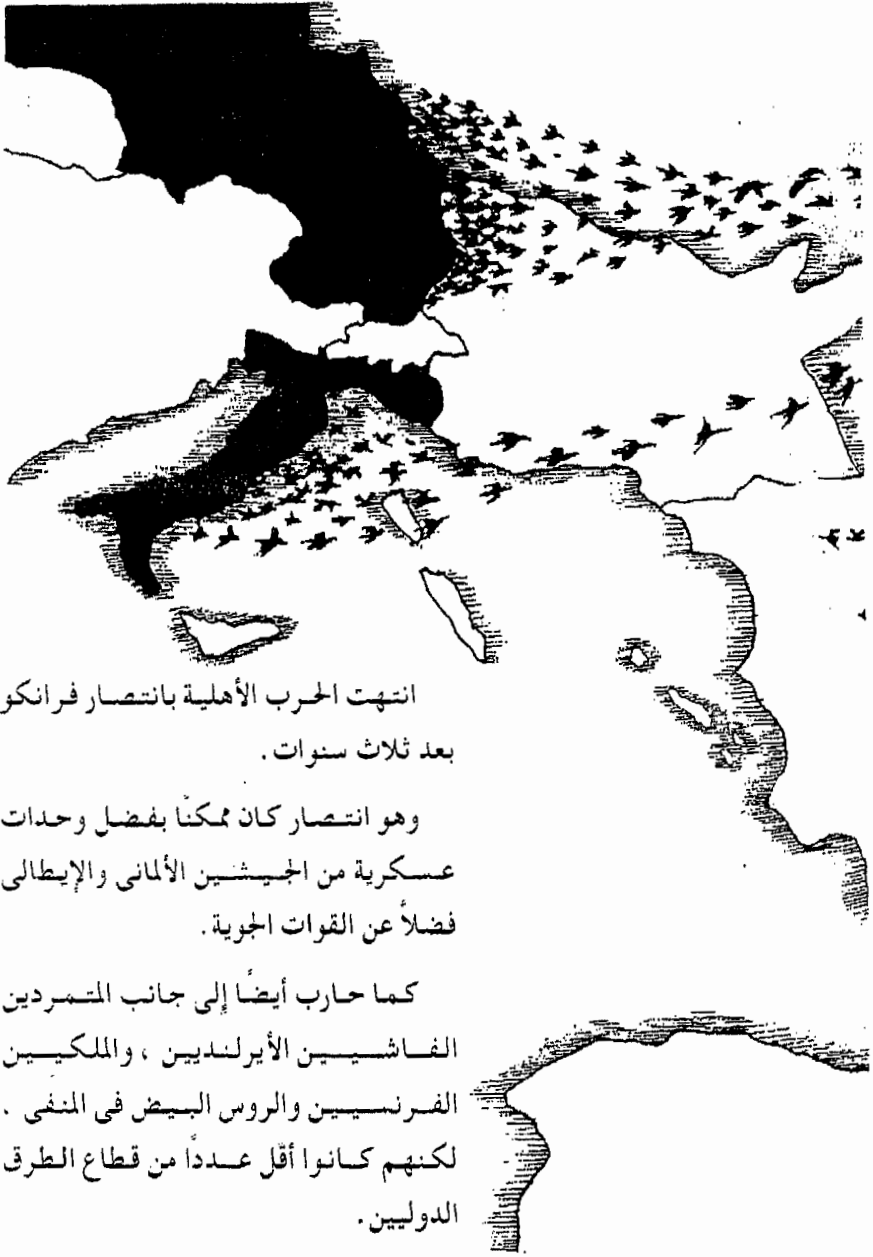 انتهت الحرب الأهلية بانتصار فرانكو
بعد ثلاث سنوات .
وهو انتصار كان ممكنًا بفضل وحدات
عسكرية من الجيشين الألمانى والإيطالى
فضلاً عن القوات الجوية .
كما حارب أيضًا إلى جانب المتمردين
الفاشيين الأيرلنديين ، والملكيين
الفرنسيين والروس البيض فى المنفى .
لكنهم كانوا أقل عددًا من قطاع الطرق
الدوليين .